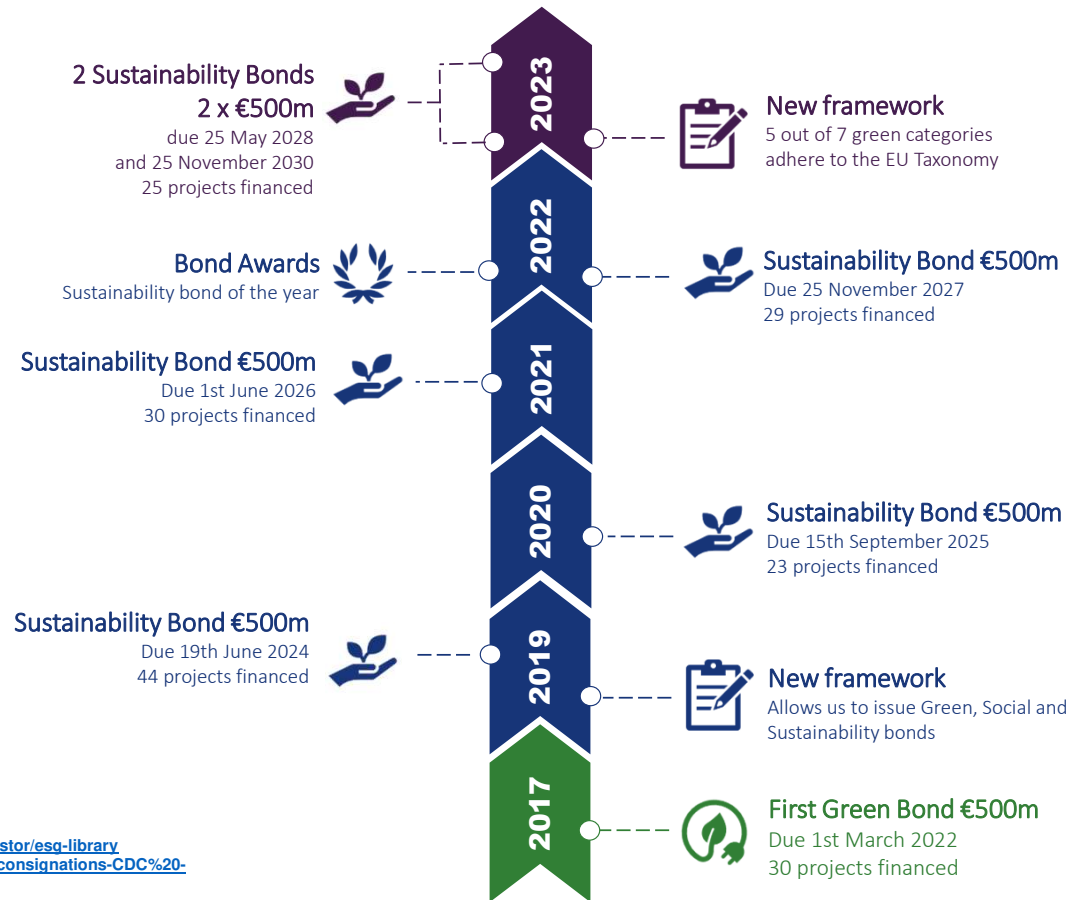 2023
2 Sustainability Bonds
2 x €500m
due 25 May 2028
and 25 November 2030
25 projects financed
New framework
5 out of 7 green categories
adhere to the EU Taxonomy
2022
Bond Awards
Sustainability bond of the year
Sustainability Bond €500m
Due 25 November 2027
29 projects financed
2021
Sustainability Bond €500m
Due 1st June 2026
30 projects financed
2020
Sustainability Bond €500m
Due 15th September 2025
23 projects financed
2019
Sustainability Bond €500m
Due 19th June 2024
44 projects financed
New framework
Allows us to issue Green, Social and
Sustainability bonds
2017
First Green Bond €500m
Due 1st March 2022
30 projects financed
stor/esg-library
consignations-CDC%20-